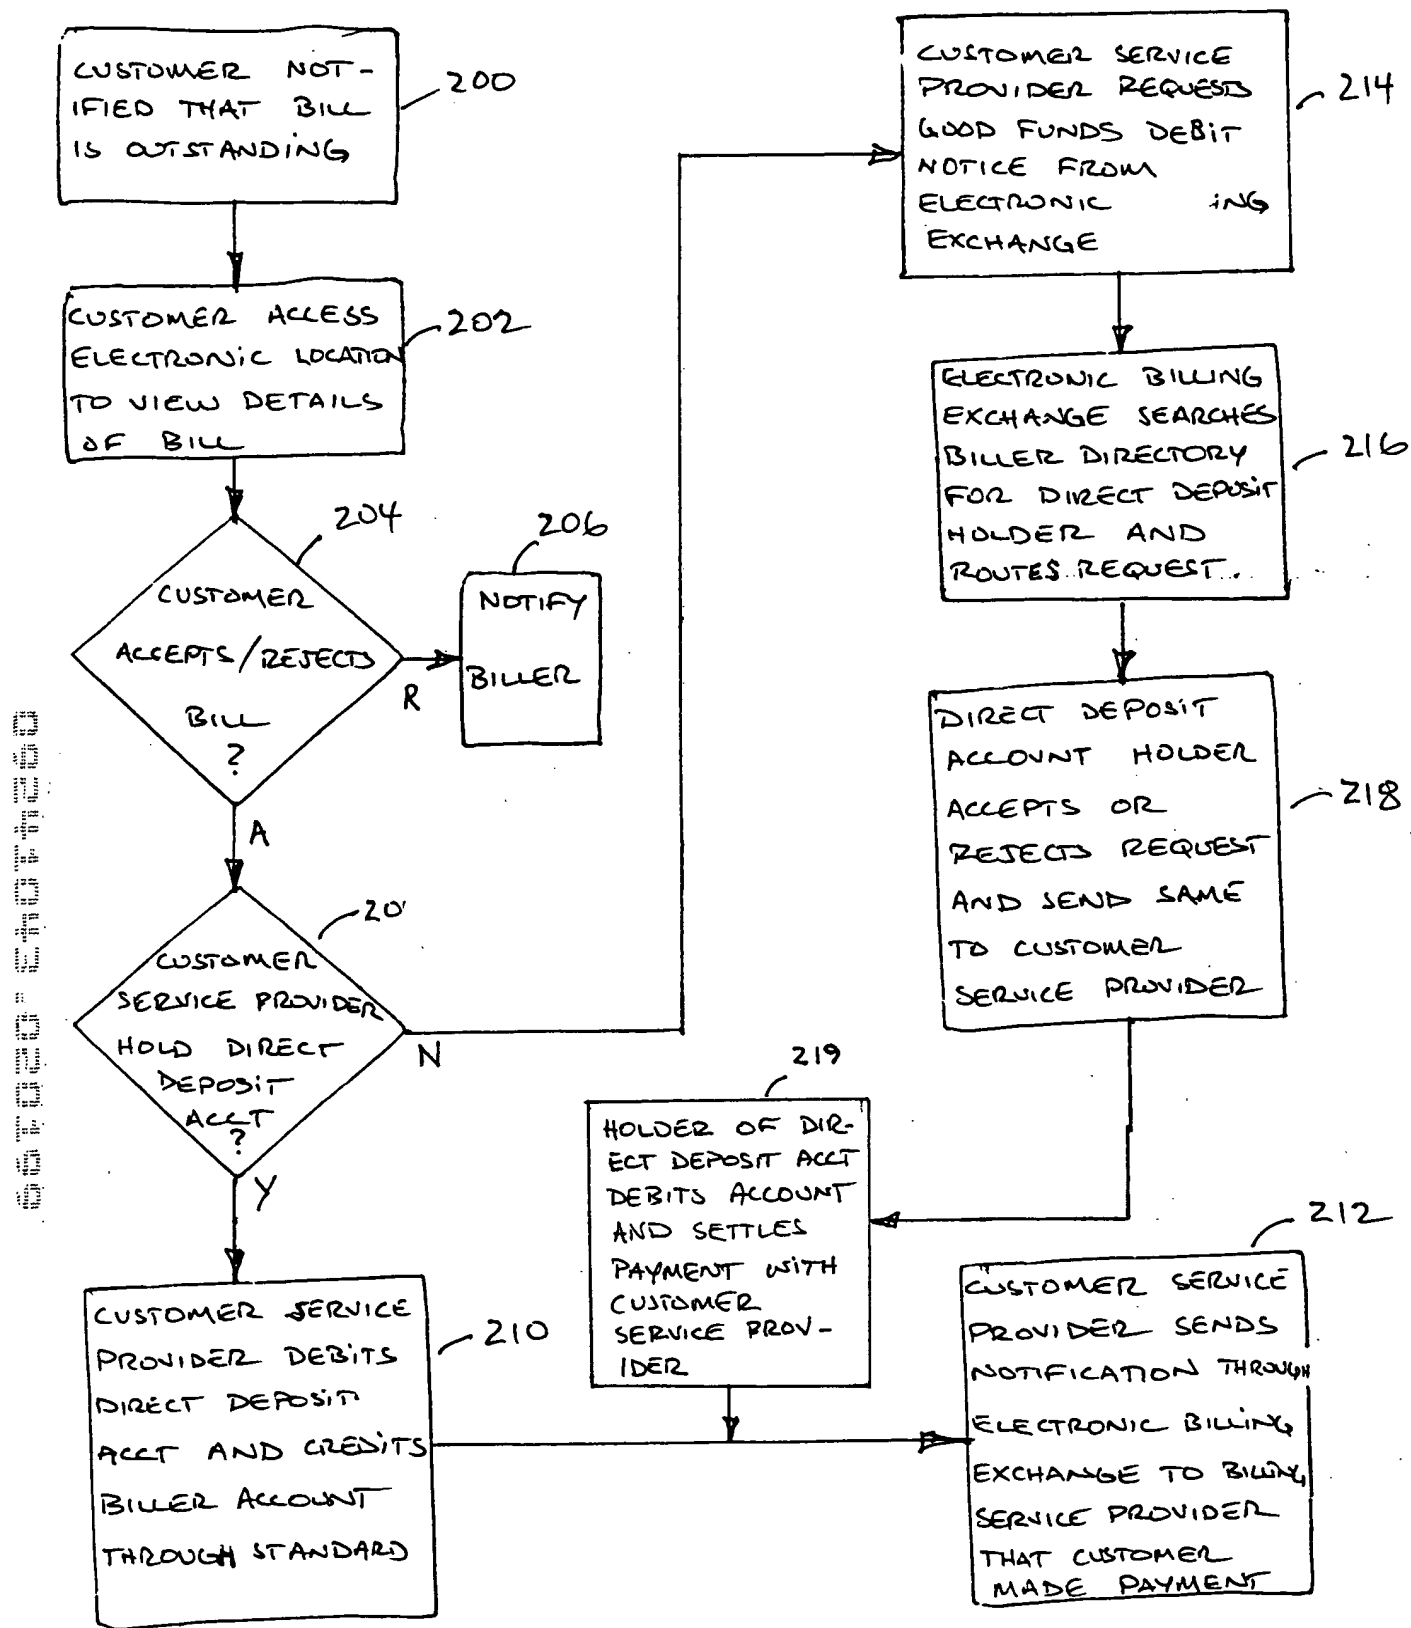 CUSTOMER NOT-
IFIED THAT BILL
IS OUTSTANDING
200
CUSTOMER ACCESS
ELECTRONIC LOCATION
TO VIEW DETAILS
OF BILL
202
204
CUSTOMER
ACCEPTS/REJECTS
BILL
?
R
A
206
NOTIFY
BILLER
20
CUSTOMER
SERVICE PROVIDER
HOLD DIRECT
DEPOSIT
ACCT
?
N
Y
CUSTOMER SERVICE
PROVIDER DEBITS
DIRECT DEPOSIT
ACCT AND CREDITS
BILLER ACCOUNT
THROUGH STANDARD
210
CUSTOMER SERVICE
PROVIDER REQUESTS
GOOD FUNDS DEBIT
NOTICE FROM
ELECTRONIC ING
EXCHANGE
214
ELECTRONIC BILLING
EXCHANGE SEARCHES
BILLER DIRECTORY
FOR DIRECT DEPOSIT
HOLDER AND
ROUTES REQUEST.
216
DIRECT DEPOSIT
ACCOUNT HOLDER
ACCEPTS OR
REJECTS REQUEST
AND SEND SAME
TO CUSTOMER
SERVICE PROVIDER
218
219
HOLDER OF DIR-
ECT DEPOSIT ACCT
DEBITS ACCOUNT
AND SETTLES
PAYMENT WITH
CUSTOMER
SERVICE PROV-
IDER
212
CUSTOMER SERVICE
PROVIDER SENDS
NOTIFICATION THROUGH
ELECTRONIC BILLING
EXCHANGE TO BILLING
SERVICE PROVIDER
THAT CUSTOMER
MADE PAYMENT
09241043.020199